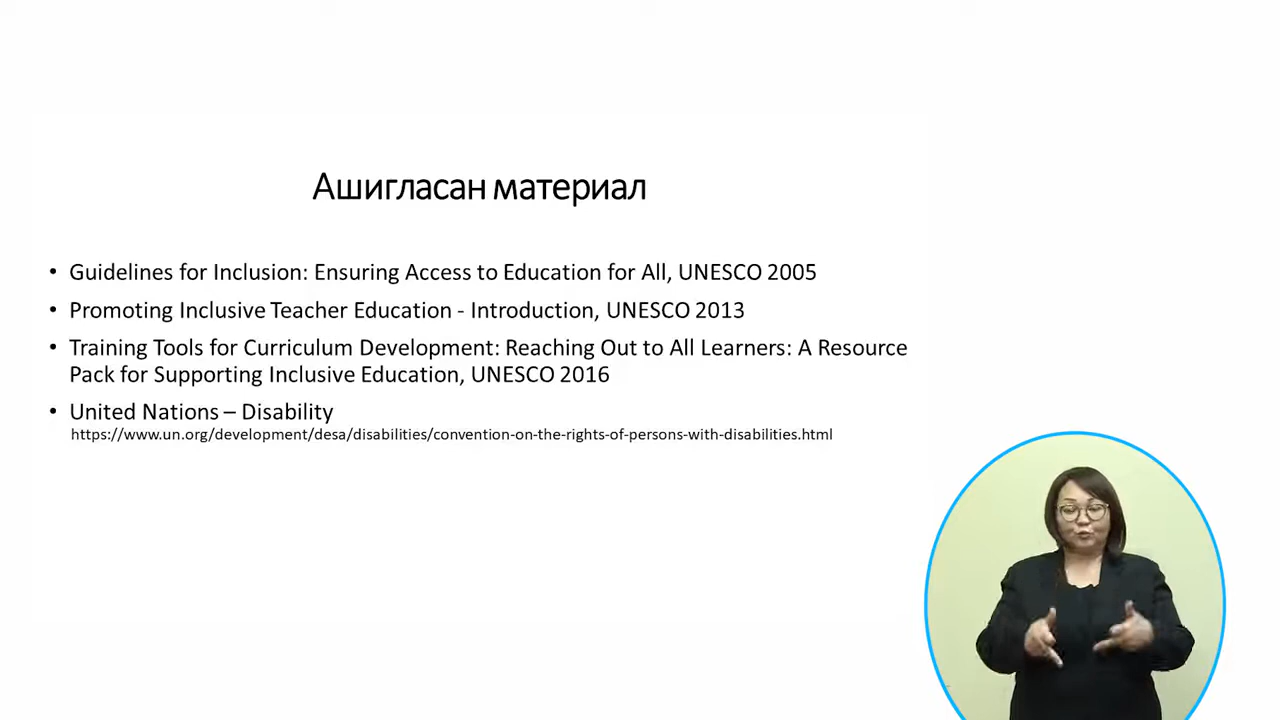 Ашигласан материал
• Guidelines for Inclusion: Ensuring Access to Education for All, UNESCO 2005
• Promoting Inclusive Teacher Education - Introduction, UNESCO 2013
• Training Tools for Curriculum Development: Reaching Out to All Learners: A Resource
Pack for Supporting Inclusive Education, UNESCO 2016
• United Nations – Disability
https://www.un.org/development/desa/disabilities/convention-on-the-rights-of-persons-with-disabilities.html